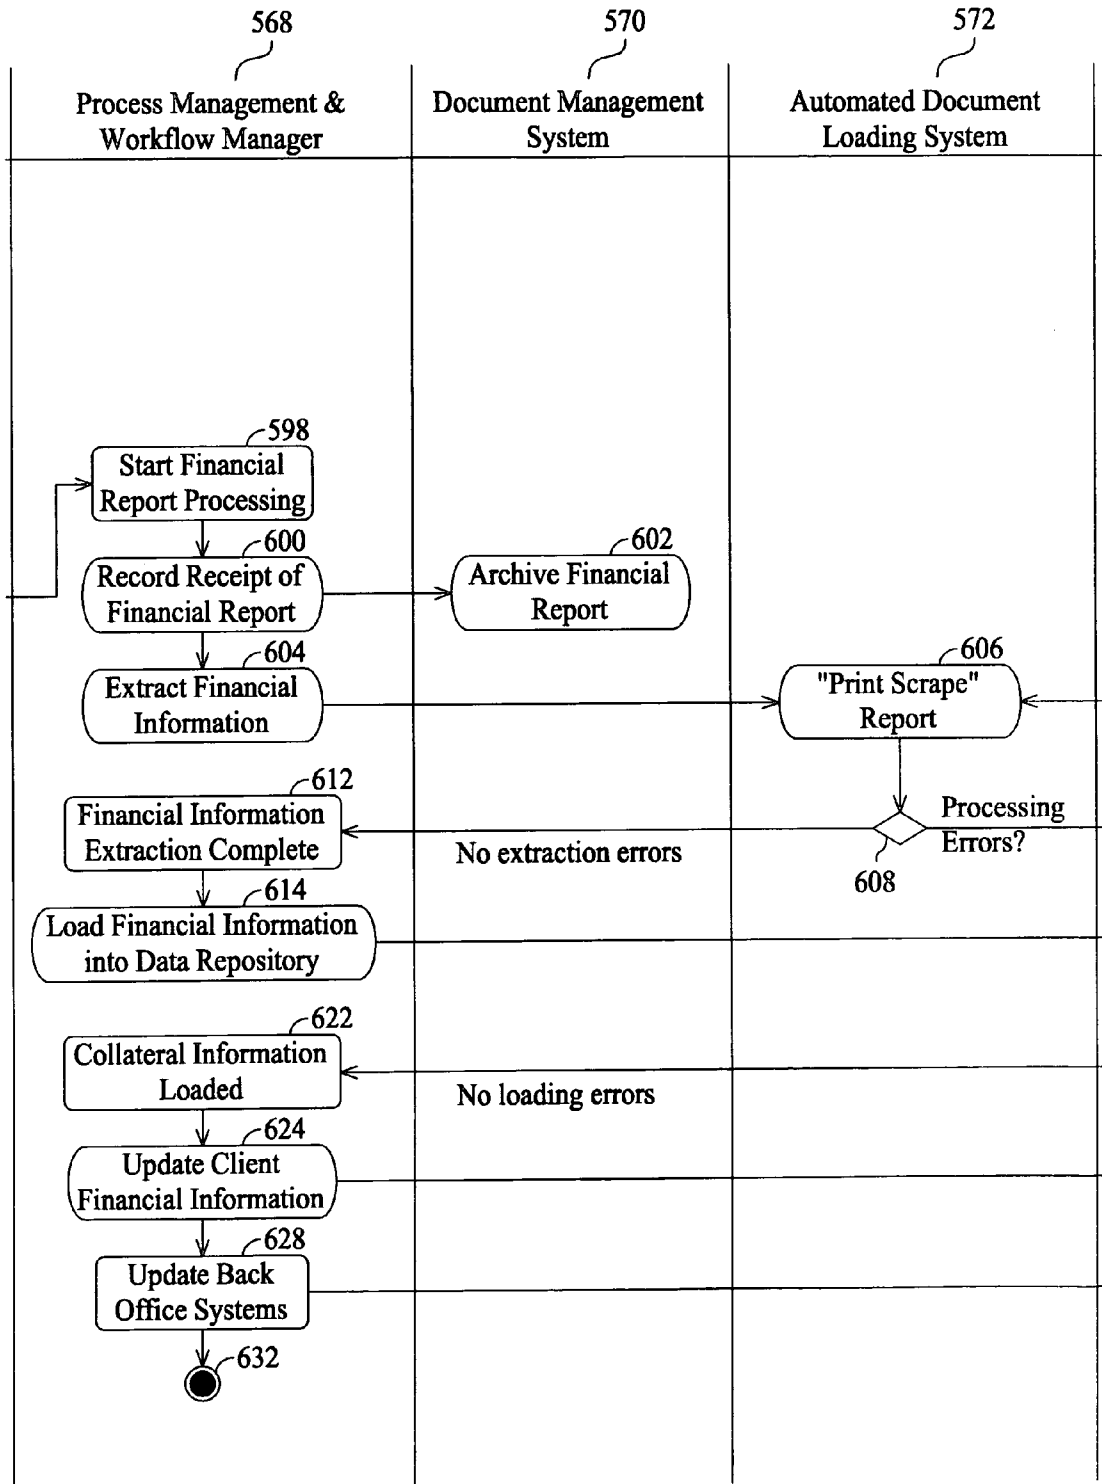 568
570
572
Process Management &
Workflow Manager
Document Management
System
Automated Document
Loading System
598
Start Financial
Report Processing
600
Record Receipt of
Financial Report
602
Archive Financial
Report
604
Extract Financial
Information
606
"Print Scrape"
Report
612
Financial Information
Extraction Complete
No extraction errors
Processing
Errors?
608
614
Load Financial Information
into Data Repository
622
Collateral Information
Loaded
No loading errors
624
Update Client
Financial Information
628
Update Back
Office Systems
632